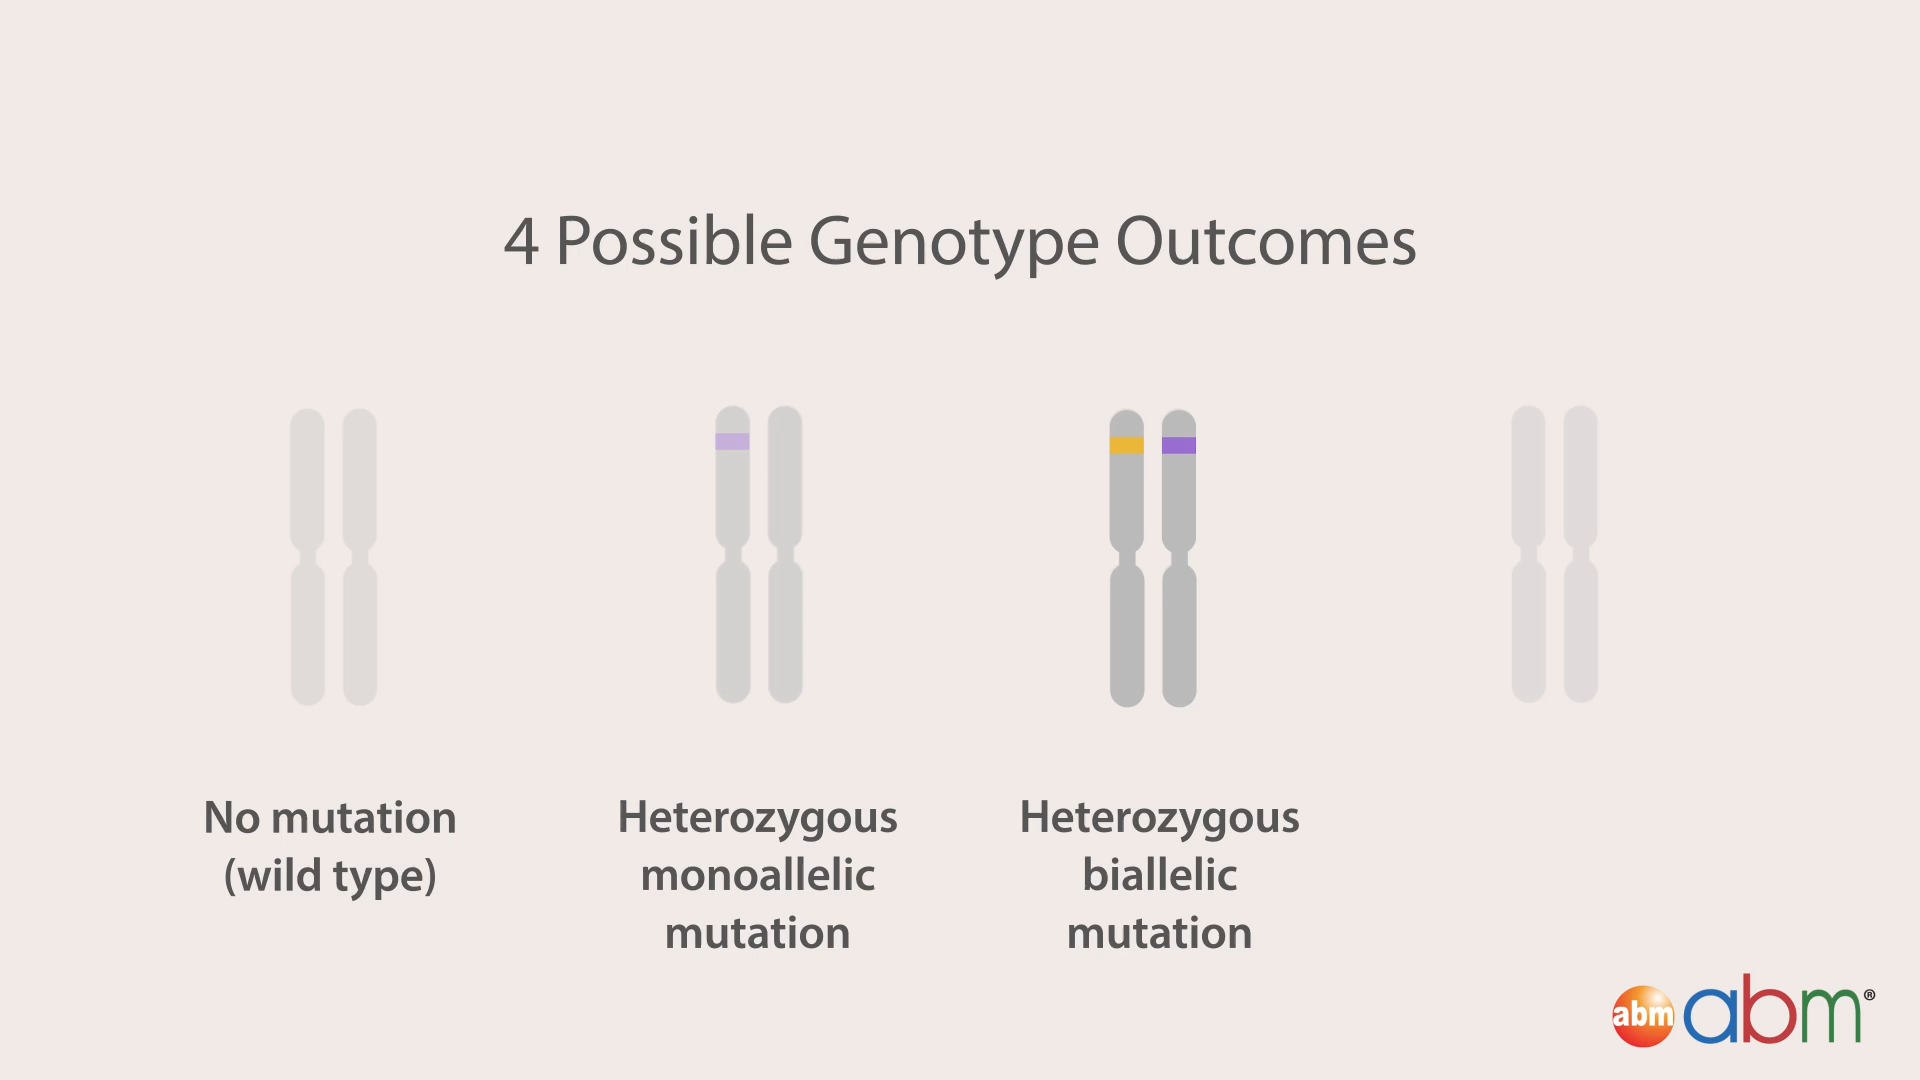 4 Possible Genotype Outcomes
No mutation
(wild type)
Heterozygous
monoallelic
mutation
Heterozygous
biallelic
mutation
abm abm®